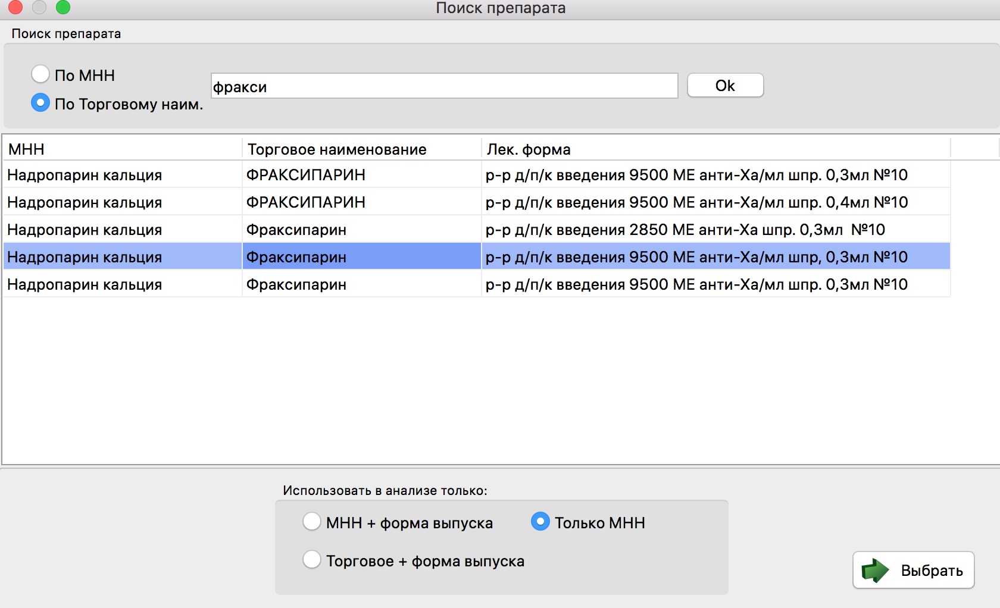 Поиск препарата
Поиск препарата
По МНН
По Торговому наим.
фракси
Ok
МНН Торговое наименование Лек. форма
Надропарин кальция ФРАКСИПАРИН р-р д/п/к введения 9500 МЕ анти-Ха/мл шпр. 0,3мл №10
Надропарин кальция ФРАКСИПАРИН р-р д/п/к введения 9500 МЕ анти-Ха/мл шпр. 0,4мл №10
Надропарин кальция Фраксипарин р-р д/п/к введения 2850 МЕ анти-Ха шпр. 0,3мл  №10
Надропарин кальция Фраксипарин р-р д/п/к введения 9500 МЕ анти-Ха/мл шпр, 0,3мл №10
Надропарин кальция Фраксипарин р-р д/п/к введения 9500 МЕ анти-Ха/мл шпр. 0,3мл №10
Использовать в анализе только:
МНН + форма выпуска Только МНН
Торговое + форма выпуска
Выбрать